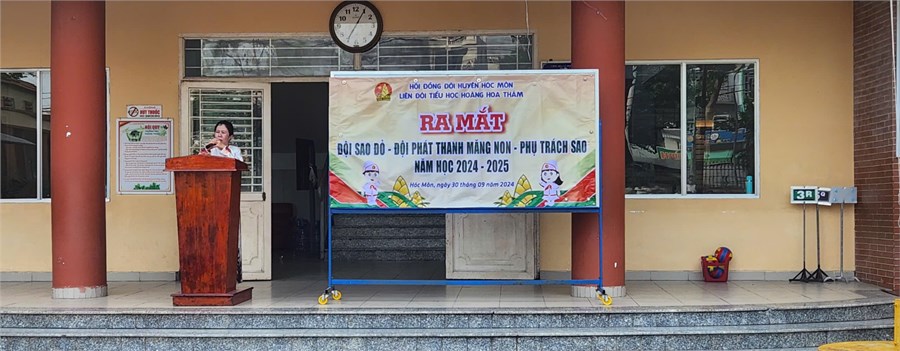 HỘI ĐỒNG ĐỘI HUYỆN HÓC MÔN
LIÊN ĐỘI TIỂU HỌC HOÀNG HOA THÁM
RA MẮT
ĐỘI SAO ĐỎ - ĐỘI PHÁT THANH MĂNG NON - PHỤ TRÁCH SAO
NĂM HỌC 2024 - 2025
Hóc Môn, ngày 30 tháng 09 năm 2024
NỘI QUY
3R